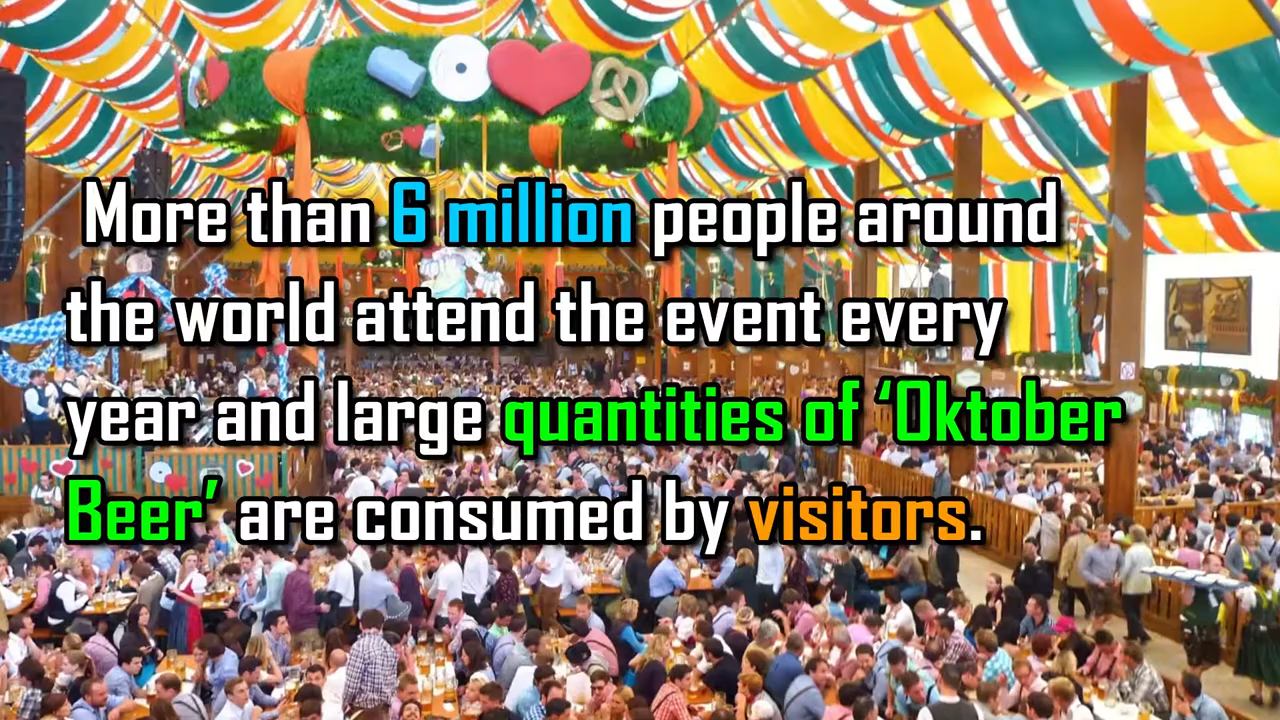 More than 6 million people around
the world attend the event every
year and large quantities of ‘Oktober
Beer’ are consumed by visitors.